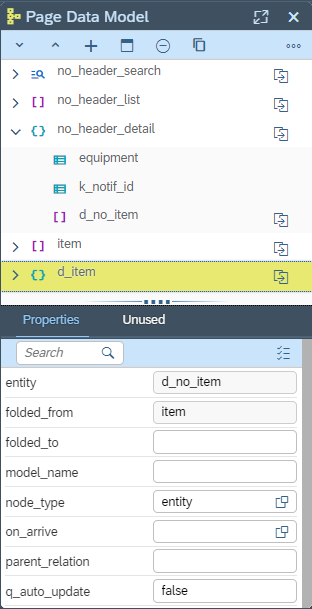 Page Data Model
no_header_search
no_header_list
no_header_detail
equipment
k_notif_id
d_no_item
item
d_item
Properties Unused
Search
entity d_no_item
folded_from item
folded_to
model_name
node_type entity
on_arrive
parent_relation
q_auto_update false